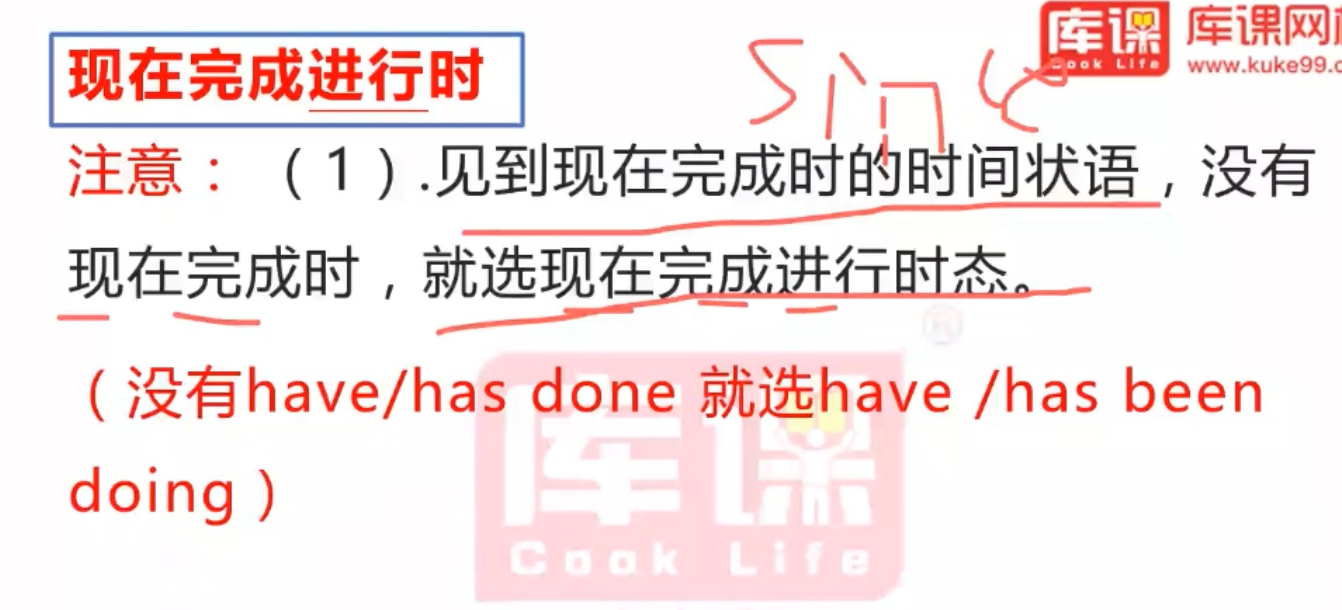 库课 库课网
Cook Life www.kuke99.c
现在完成进行时
sin
注意：（1）.见到现在完成时的时间状语，没有
现在完成时，就选现在完成进行时态。
（没有have/has done 就选have /has been
doing）
库课
Cook Life